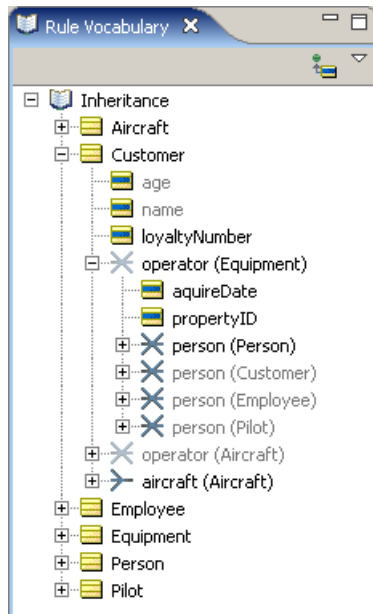 Rule Vocabulary
Inheritance
Aircraft
Customer
age
name
loyaltyNumber
operator (Equipment)
aquireDate
propertyID
person (Person)
person (Customer)
person (Employee)
person (Pilot)
operator (Aircraft)
aircraft (Aircraft)
Employee
Equipment
Person
Pilot